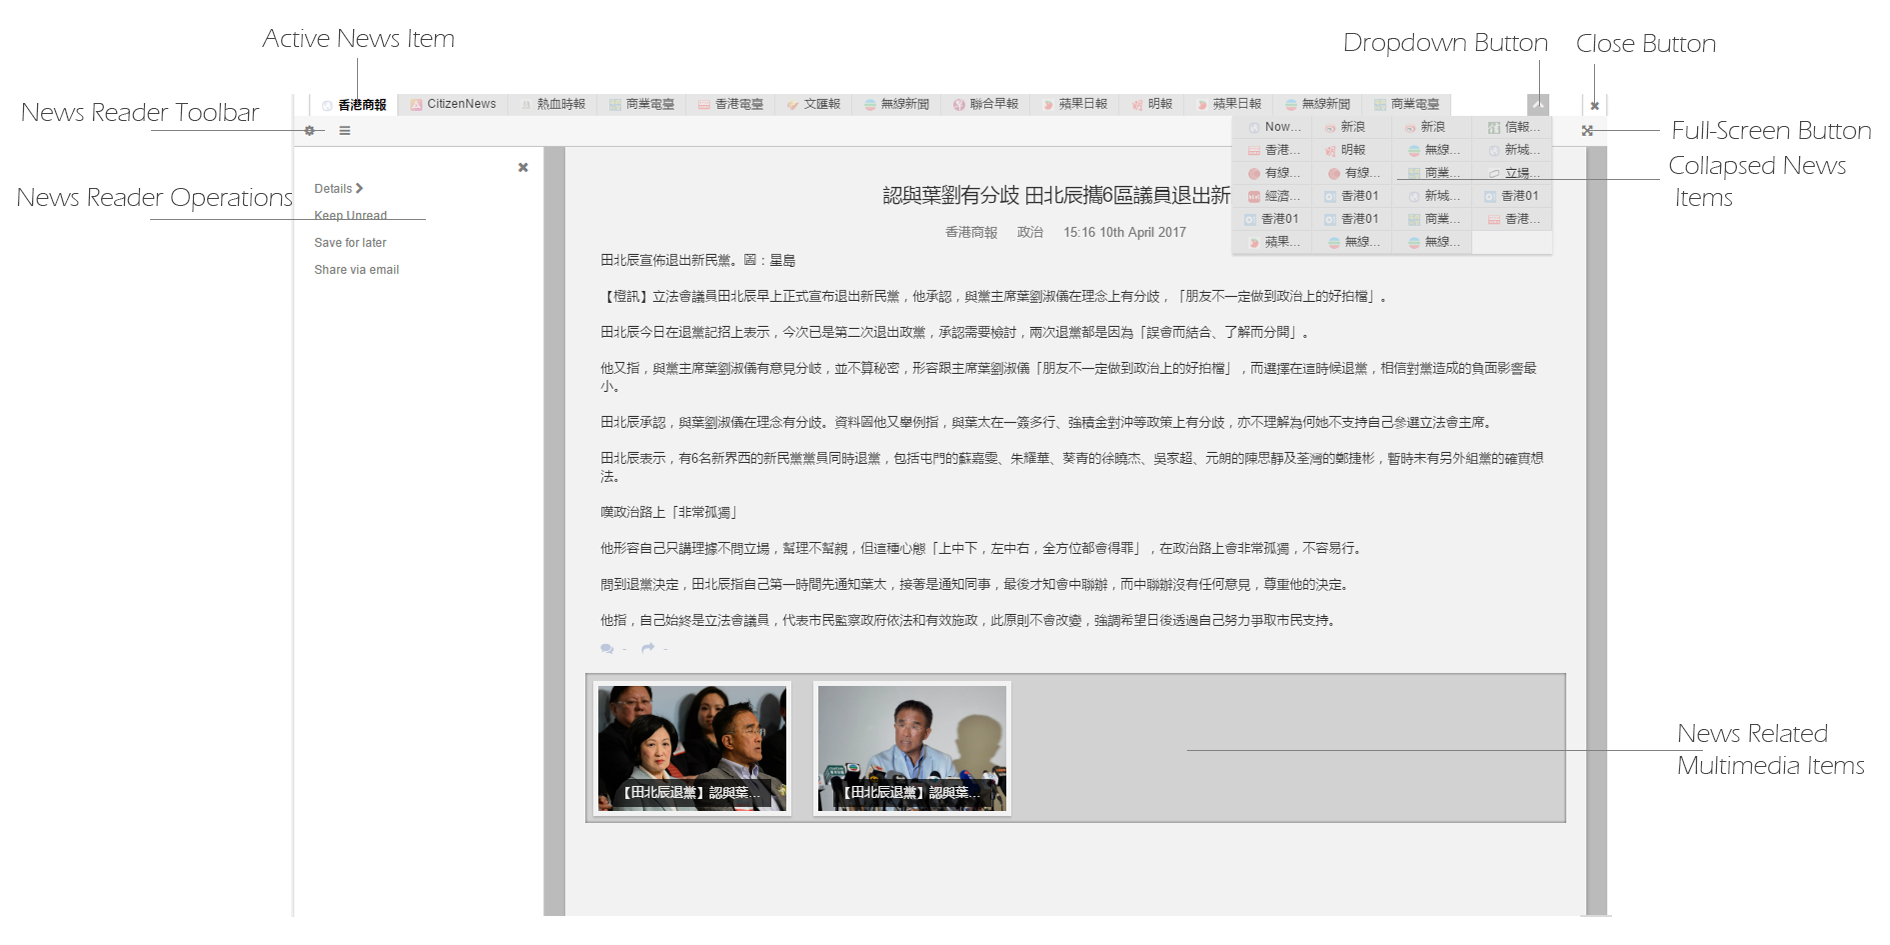 Active News Item
Dropdown Button
Close Button
News Reader Toolbar
香港商報
CitizenNews
熱血時報
商業電臺
香港電臺
文匯報
無線新聞
聯合早報
蘋果日報
明報
蘋果日報
無線新聞
商業電臺
Full-Screen Button
Now...
新浪
新浪
信報...
香港...
明報
無線...
新城...
有線...
有線...
商業...
立場...
經濟...
香港01
新城...
香港01
香港01
香港01
商業...
香港...
蘋果...
無線...
無線...
Collapsed News
Items
News Reader Operations
Details
Keep Unread
Save for later
Share via email
認與葉劉有分歧 田北辰攜6區議員退出新
香港商報 政治 15:16 10th April 2017
田北辰宣佈退出新民黨。圖：星島
【橙訊】立法會議員田北辰早上正式宣布退出新民黨，他承認，與黨主席葉劉淑儀在理念上有分歧，「朋友不一定做到政治上的好拍檔」。
田北辰今日在退黨記招上表示，今次已是第二次退出政黨，承認需要檢討，兩次退黨都是因為「誤會而結合、了解而分開」。
他又指，與黨主席葉劉淑儀有意見分歧，並不算秘密，形容跟主席葉劉淑儀「朋友不一定做到政治上的好拍檔」，而選擇在這時候退黨，相信對黨造成的負面影響最
小。
田北辰承認，與葉劉淑儀在理念有分歧。資料圖他又舉例指，與葉太在一簽多行、強積金對沖等政策上有分歧，亦不理解為何她不支持自己參選立法會主席。
田北辰表示，有6名新界西的新民黨黨員同時退黨，包括屯門的蘇嘉雯、朱耀華、葵青的徐曉杰、吳家超、元朗的陳思靜及荃灣的鄭捷彬，暫時未有另外組黨的確實想
法。
嘆政治路上「非常孤獨」
他形容自己只講理據不問立場，幫理不幫親，但這種心態「上中下，左中右，全方位都會得罪」，在政治路上會非常孤獨，不容易行。
問到退黨決定，田北辰指自己第一時間先通知葉太，接著是通知同事，最後才知會中聯辦，而中聯辦沒有任何意見，尊重他的決定。
他指，自己始終是立法會議員，代表市民監察政府依法和有效施政，此原則不會改變，強調希望日後透過自己努力爭取市民支持。
- -
【田北辰退黨】認與葉...
【田北辰退黨】認與葉...
News Related
Multimedia Items